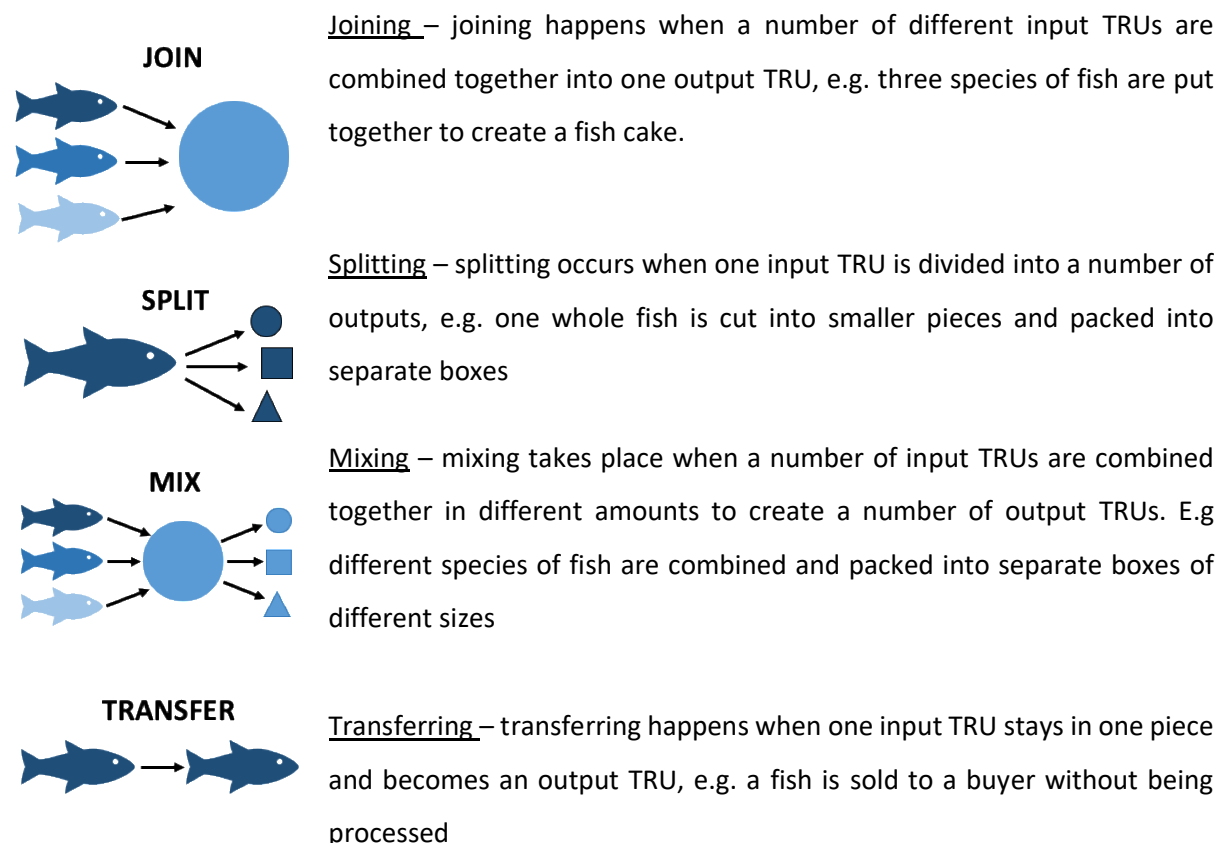 JOIN
Joining – joining happens when a number of different input TRUs are
combined together into one output TRU, e.g. three species of fish are put
together to create a fish cake.
SPLIT
Splitting – splitting occurs when one input TRU is divided into a number of
outputs, e.g. one whole fish is cut into smaller pieces and packed into
separate boxes
MIX
Mixing – mixing takes place when a number of input TRUs are combined
together in different amounts to create a number of output TRUs. E.g
different species of fish are combined and packed into separate boxes of
different sizes
TRANSFER
Transferring – transferring happens when one input TRU stays in one piece
and becomes an output TRU, e.g. a fish is sold to a buyer without being
processed